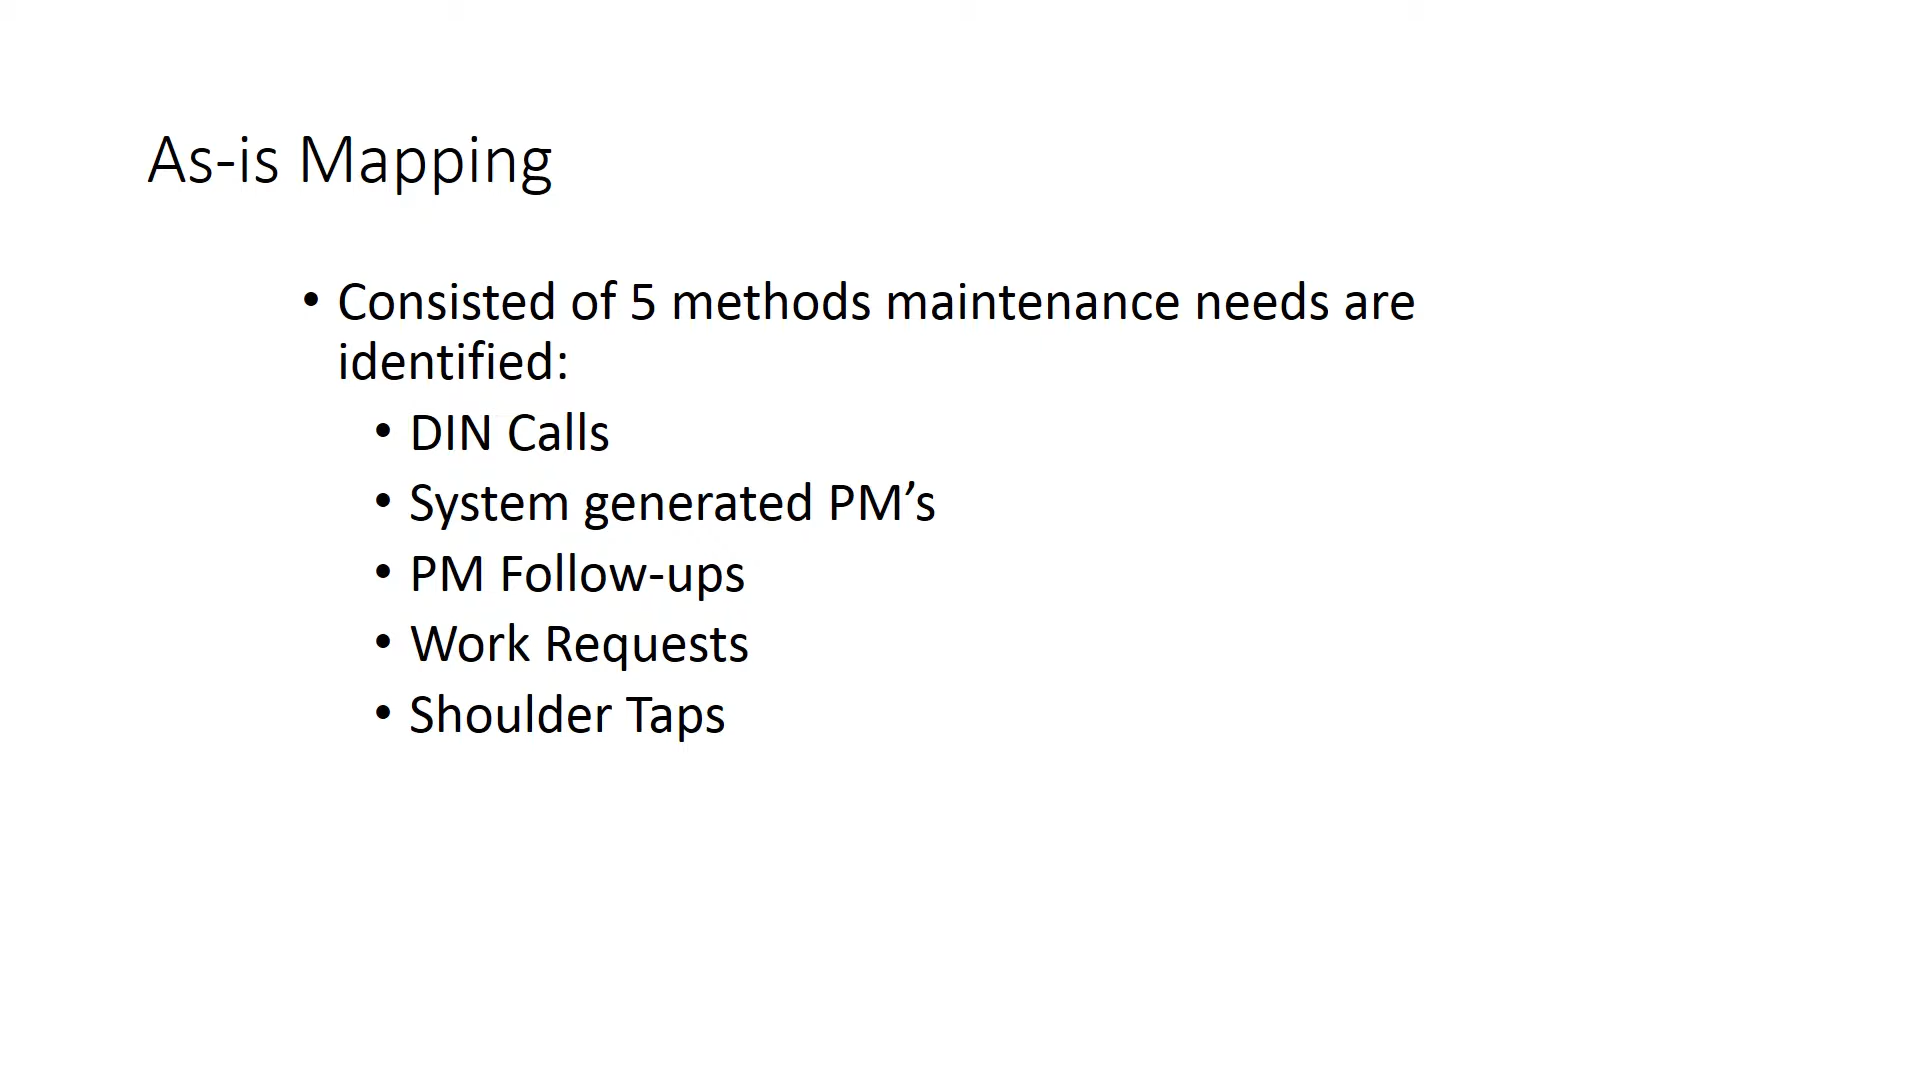 As-is Mapping
• Consisted of 5 methods maintenance needs are
identified:
• DIN Calls
• System generated PM’s
• PM Follow-ups
• Work Requests
• Shoulder Taps